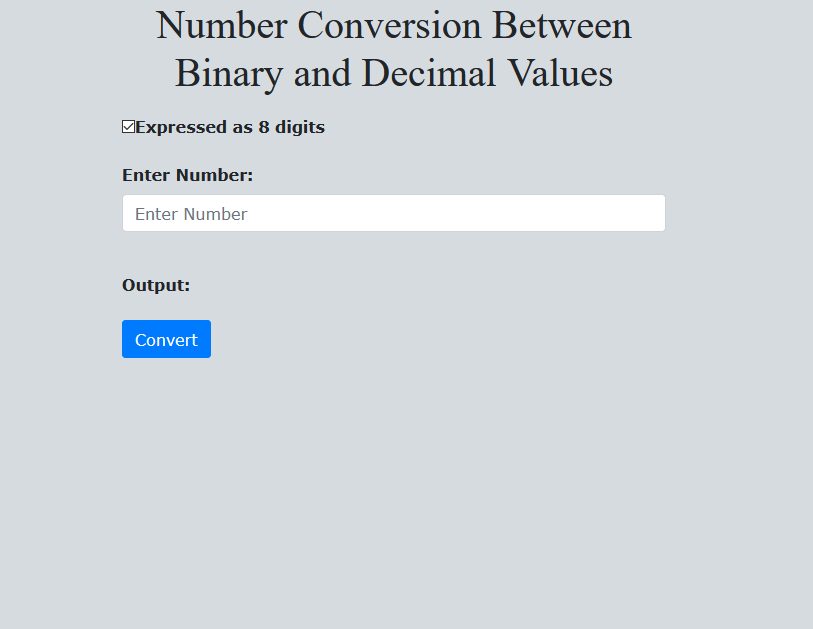 Number Conversion Between
Binary and Decimal Values
Expressed as 8 digits
Enter Number:
Enter Number
Output:
Convert